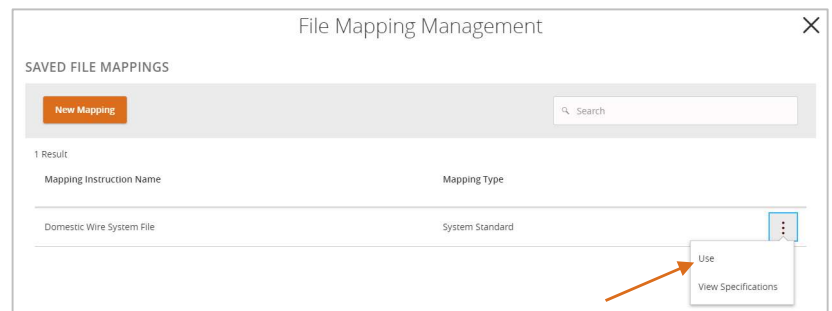 File Mapping Management
SAVED FILE MAPPINGS
New Mapping
Search
1 Result
Mapping Instruction Name Mapping Type
Domestic Wire System File System Standard
Use
View Specifications